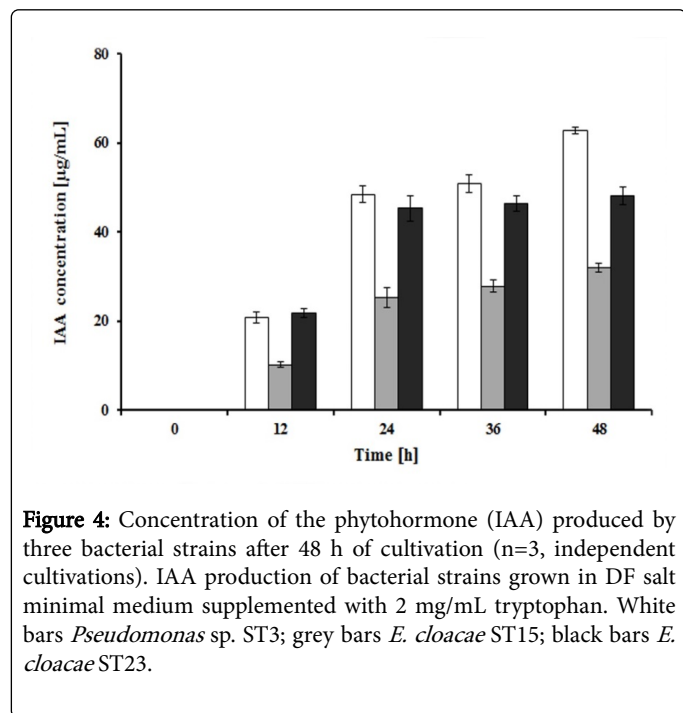 80
60
40
20
0
IAA concentration [µg/mL]
0 12 24 36 48
Time [h]
Figure 4: Concentration of the phytohormone (IAA) produced by
three bacterial strains after 48 h of cultivation (n=3, independent
cultivations). IAA production of bacterial strains grown in DF salt
minimal medium supplemented with 2 mg/mL tryptophan. White
bars Pseudomonas sp. ST3; grey bars E. cloacae ST15; black bars E.
cloacae ST23.